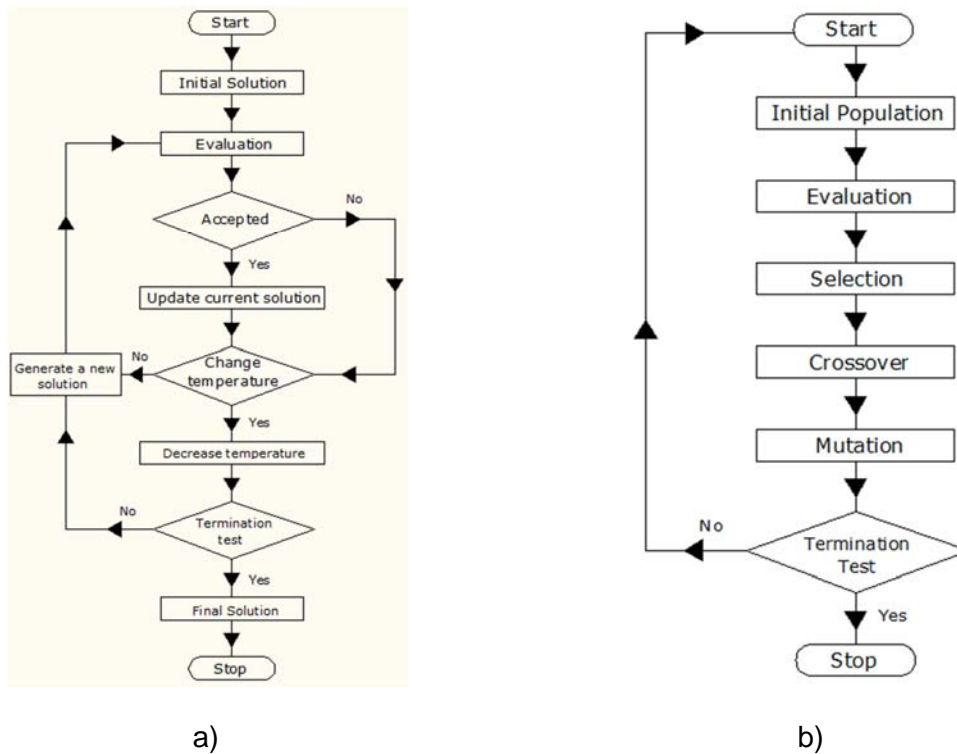 Start
Initial Solution
Evaluation
Accepted
No
Yes
Update current solution
Change
temperature
No
Generate a new
solution
Yes
Decrease temperature
Termination
test
No
Yes
Final Solution
Stop
a)
Start
Initial Population
Evaluation
Selection
Crossover
Mutation
Termination
Test
No
Yes
Stop
b)